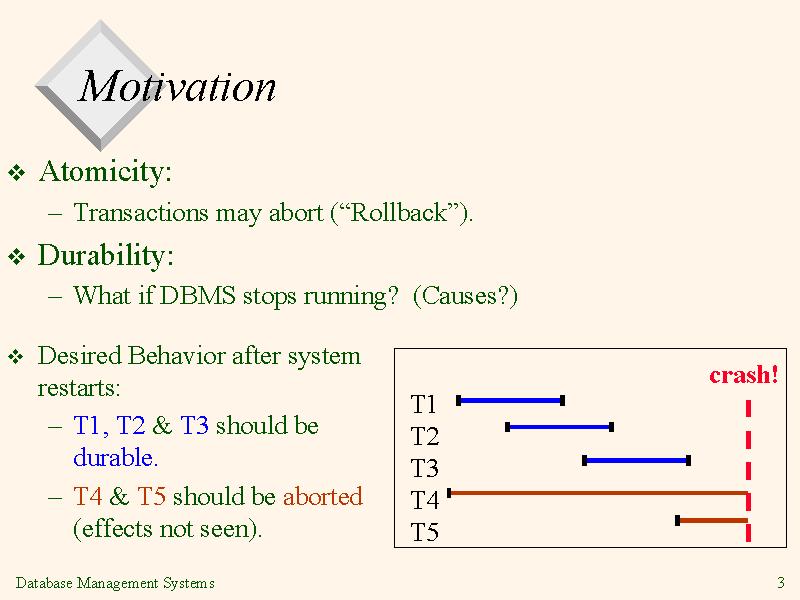 Motivation
❖ Atomicity:
– Transactions may abort (“Rollback”).
❖ Durability:
– What if DBMS stops running? (Causes?)
❖ Desired Behavior after system
restarts:
– T1, T2 & T3 should be
durable.
– T4 & T5 should be aborted
(effects not seen).
crash!
T1
T2
T3
T4
T5
Database Management Systems
3